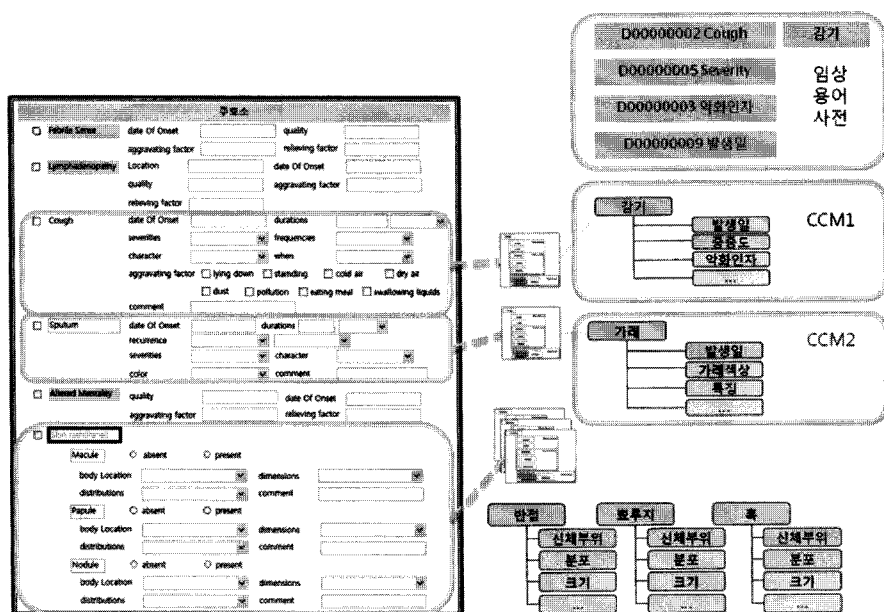 주호소
Febrile Sense date Of Onset quality
aggravating factor relieving factor
Lymphadenopathy Location date Of Onset
quality aggravating factor
relieving factor
Cough date Of Onset durations
severities frequencies
character when
aggravating factor lying down standing cold air dry air
dust pollution eating meal swallowing liquids
comment
Sputum date Of Onset durations
recurrence
severities character
color comment
Altered Mentality quality date Of Onset
aggravating factor relieving factor
Macule absent present
body Location dimensions
distributions comment
Papule absent present
body Location dimensions
distributions comment
Nodule absent present
body Location dimensions
distributions comment
D00000002 Cough 감기
D00000005 Severity
D00000003 악화인자
D00000009 발생일
임상
용어
사전
CCM1
감기
발생일
중증도
악화인자
...
CCM2
가래
발생일
가래색상
특징
...
반점 뾰루지 혹
신체부위 신체부위 신체부위
분포 분포 분포
크기 크기 크기
... ... ...